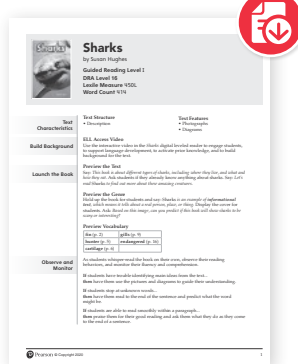 Sharks
Sharks
by Susan Hughes
Guided Reading Level I
DRA Level 16
Lexile Measure 450L
Word Count 414
Text
Characteristics
Text Structure
• Description
Text Features
• Photographs
• Diagrams
Build Background
ELL Access Video
Use the interactive video in the Sharks digital leveled reader to engage students,
to support language development, to activate prior knowledge, and to build
background for the text.
Launch the Book
Preview the Text
Say: This book is about different types of sharks, including where they live, and what and
how they eat. Ask students if they already know anything about sharks. Say: Let's
read Sharks to find out more about these amazing creatures.
Preview the Genre
Hold up the book for students and say: Sharks is an example of informational
text, which means it tells about a real person, place, or thing. Display the cover for
students. Ask: Based on this image, can you predict if this book will show sharks to be
scary or interesting?
Preview Vocabulary
fin (p. 2) gills (p. 9)
hunter (p. 5) endangered (p. 16)
cartilage (p. 6)
Observe and
Monitor
As students whisper-read the book on their own, observe their reading
behaviors, and monitor their fluency and comprehension.
If students have trouble identifying main ideas from the text...
then have them use the pictures and diagrams to guide their understanding.
If students stop at unknown words...
then have them read to the end of the sentence and predict what the word
might be.
If students are able to read smoothly within a paragraph...
then praise them for their good reading and ask them what they do as they come
to the end of a sentence.
Pearson © Copyright 2020
1